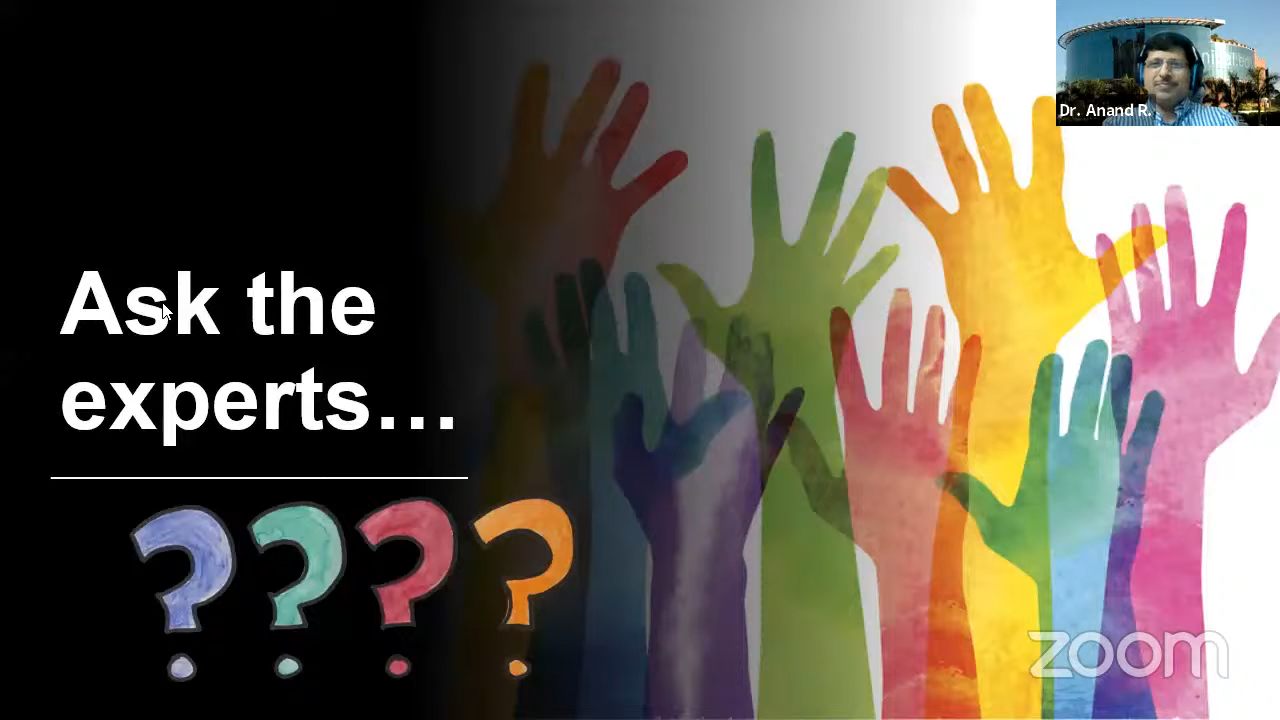 Dr. Anand R.
Ask the
experts...
????
zoom